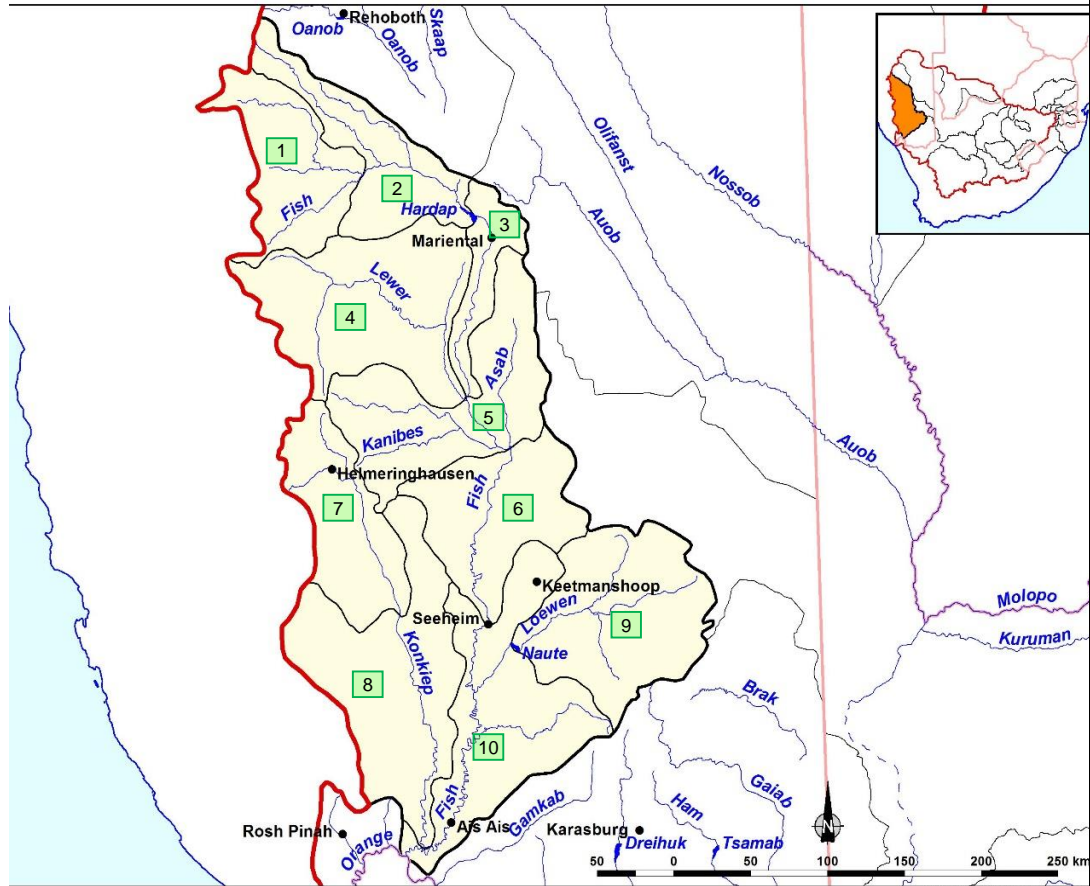 Rehoboth
Oanob
Oanob
Skaap
Olifanst
Nossob
1
2
Fish
Hardap
3
Mariental
Auob
Lewer
4
Asab
5
Kanibes
Auob
Helmeringhausen
7
Fish
6
Keetmanshoop
Molopo
Loewen
Seeheim
9
Kuruman
Naute
Konkiep
8
Brak
10
Gaiab
Fish
Ham
Gamkab
Ais Ais
Rosh Pinah
Orange
Karasburg
Dreihuk
Tsamab
N
50 0 50 100 150 200 250 km